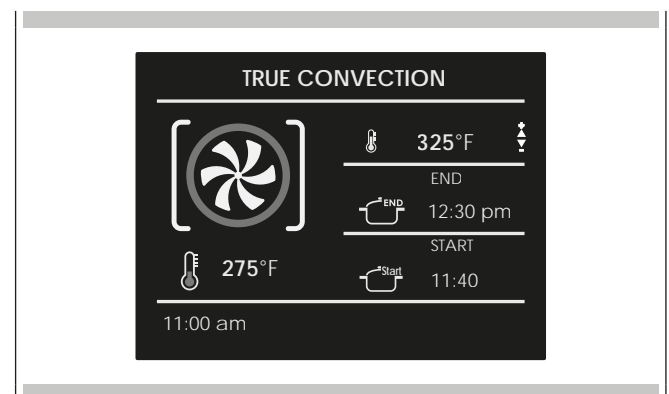 TRUE CONVECTION
325°F
END
END 12:30 pm
START
Start 11:40
275°F
11:00 am